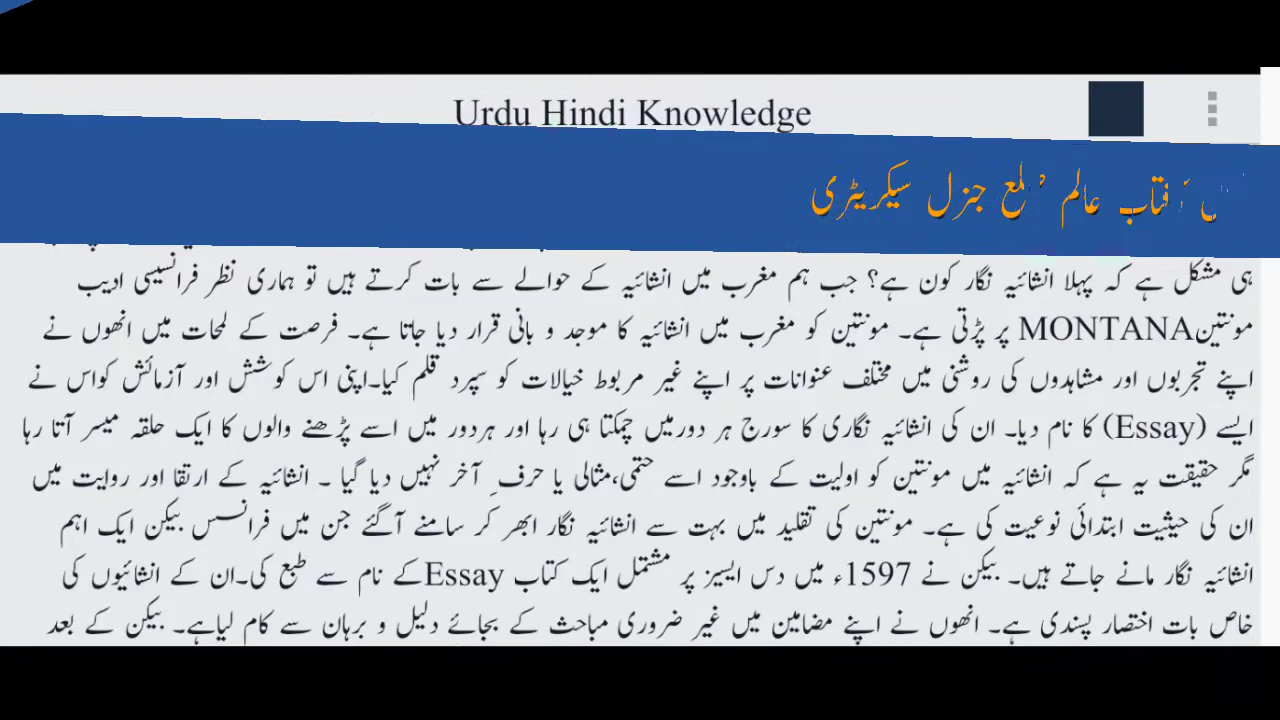 Urdu Hindi Knowledge
آفتاب عالم ضلع جنرل سیکریٹری
ہی مشکل ہے کہ پہلا انشائیہ نگار کون ہے؟ جب ہم مغرب میں انشائیہ کے حوالے سے بات کرتے ہیں تو ہماری نظر فرانسیسی ادیب
مونتین MONTANA پر پڑتی ہے۔ مونتین کو مغرب میں انشائیہ کا موجد و بانی قرار دیا جاتا ہے۔ فرصت کے لمحات میں انھوں نے
اپنے تجربوں اور مشاہدوں کی روشنی میں مختلف عنوانات پر اپنے غیر مربوط خیالات کو سپرد قلم کیا۔اپنی اس کوشش اور آزمائش کواس نے
ایسے (Essay) کا نام دیا۔ ان کی انشائیہ نگاری کا سورج ہر دورمیں چمکتا ہی رہا اور ہردور میں اسے پڑھنے والوں کا ایک حلقہ میسر آتا رہا
مگر حقیقت یہ ہے کہ انشائیہ میں مونتین کو اولیت کے باوجود اسے حتمی،مثالی یا حرفِ آخر نہیں دیا گیا ۔ انشائیہ کے ارتقا اور روایت میں
ان کی حیثیت ابتدائی نوعیت کی ہے۔ مونتین کی تقلید میں بہت سے انشائیہ نگار ابھر کر سامنے آگئے جن میں فرانسس بیکن ایک اہم
انشائیہ نگار مانے جاتے ہیں۔ بیکن نے 1597ء میں دس ایسیز پر مشتمل ایک کتاب Essayکے نام سے طبع کی۔ان کے انشائیوں کی
خاص بات اختصار پسندی ہے۔ انھوں نے اپنے مضامین میں غیر ضروری مباحث کے بجائے دلیل و برہان سے کام لیاہے۔ بیکن کے بعد